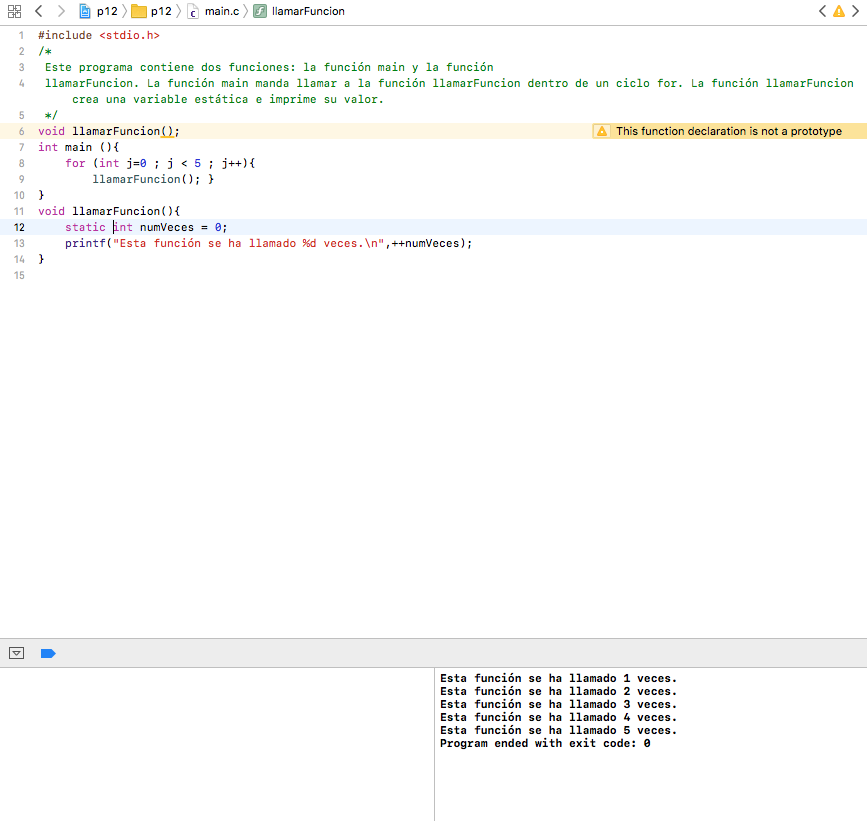 p12 p12 main.c llamarFuncion
1 #include <stdio.h>
2 /*
3 Este programa contiene dos funciones: la función main y la función
4 llamarFuncion. La función main manda llamar a la función llamarFuncion dentro de un ciclo for. La función llamarFuncion
crea una variable estática e imprime su valor.
5 */
6 void llamarFuncion(); This function declaration is not a prototype
7 int main (){
8 for (int j=0 ; j < 5 ; j++){
9 llamarFuncion(); }
10 }
11 void llamarFuncion(){
12 static int numVeces = 0;
13 printf("Esta función se ha llamado %d veces.\n",++numVeces);
14 }
15
Esta función se ha llamado 1 veces.
Esta función se ha llamado 2 veces.
Esta función se ha llamado 3 veces.
Esta función se ha llamado 4 veces.
Esta función se ha llamado 5 veces.
Program ended with exit code: 0